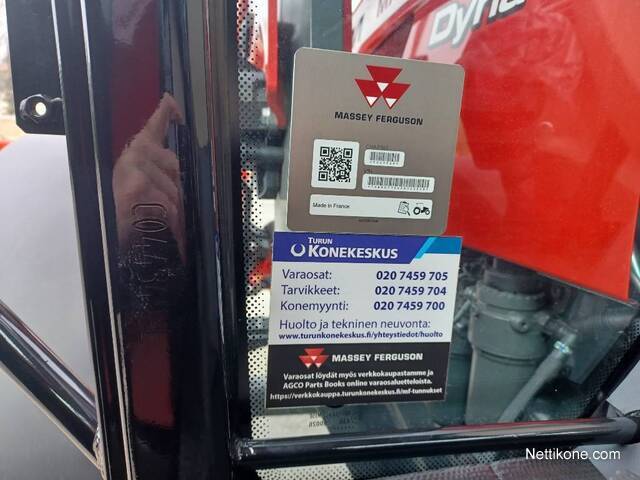 Dyna
MASSEY FERGUSON
Made in France
TURUN
KONEKESKUS
Varaosat: 020 7459 705
Tarvikkeet: 020 7459 704
Konemyynti: 020 7459 700
Huolto ja tekninen neuvonta:
www.turunkonekeskus.fi/yhteystiedot/huolto
MASSEY FERGUSON
Varaosat löydät myös verkkokaupastamme ja
AGCO Parts Books online varaosaluetteloista.
https://verkkokauppa.turunkonekeskus.fi/mf-tunnukset
Nettikone.com